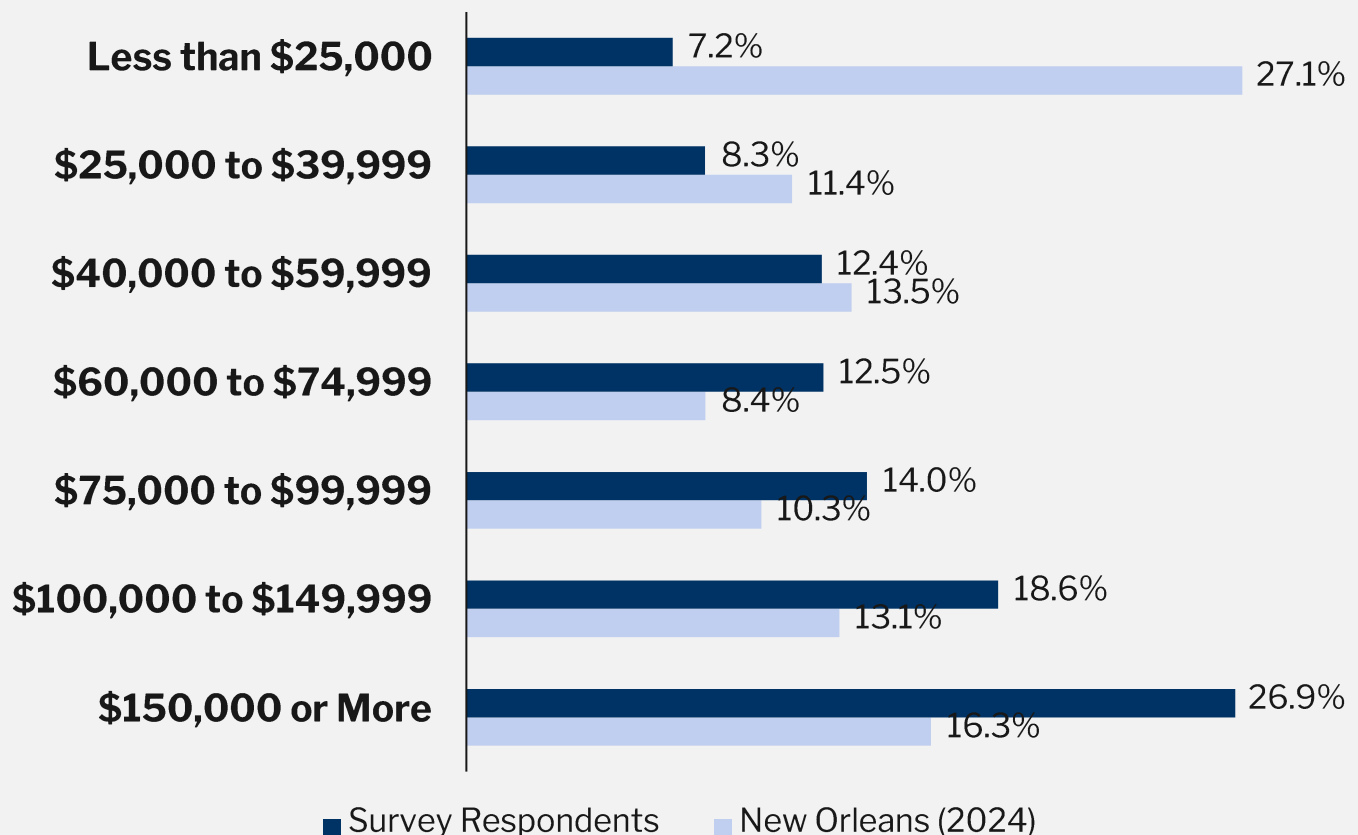 Less than $25,000
7.2%
27.1%
$25,000 to $39,999
8.3%
11.4%
$40,000 to $59,999
12.4%
13.5%
$60,000 to $74,999
12.5%
8.4%
$75,000 to $99,999
14.0%
10.3%
$100,000 to $149,999
18.6%
13.1%
$150,000 or More
26.9%
16.3%
Survey Respondents New Orleans (2024)